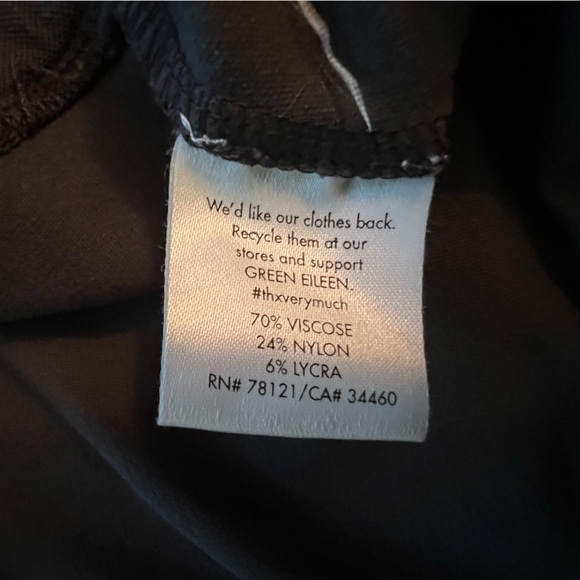 We'd like our clothes back.
Recycle them at our
stores and support
GREEN EILEEN.
#thxverymuch
70% VISCOSE
24% NYLON
6% LYCRA
RN# 78121/CA# 34460